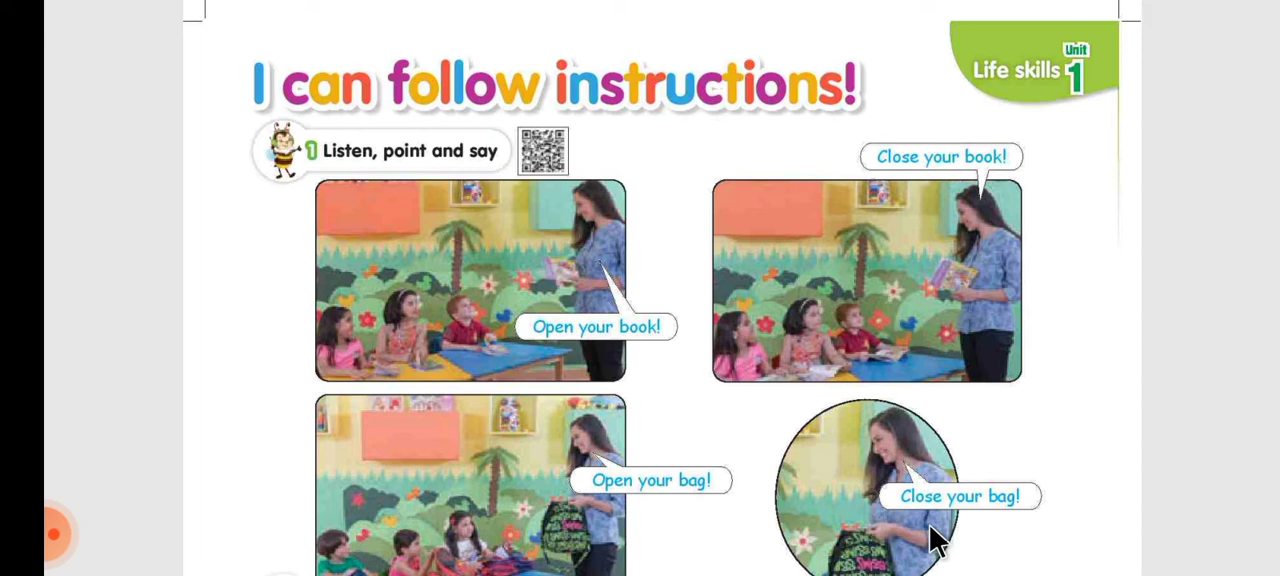 Unit
Life skills 1
I can follow instructions!
1 Listen, point and say
Close your book!
Open your book!
Open your bag!
Close your bag!